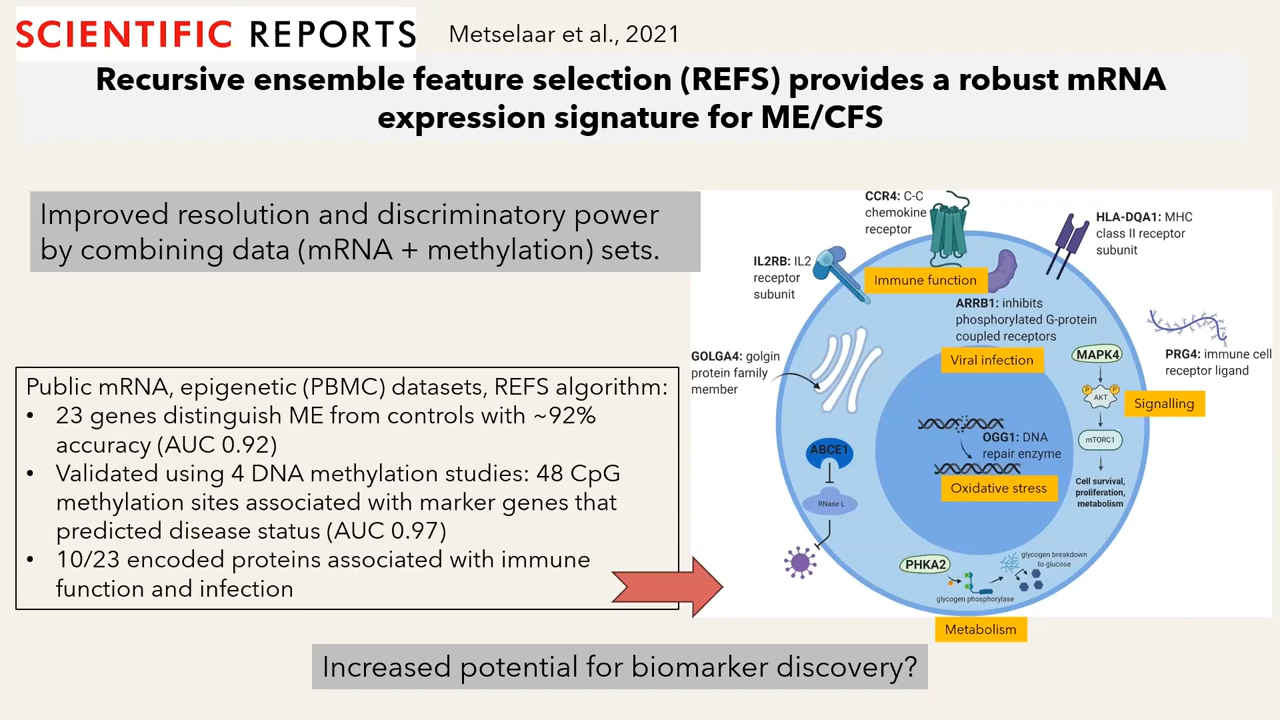 SCIENTIFIC REPORTS
Metselaar et al., 2021
Recursive ensemble feature selection (REFS) provides a robust mRNA
expression signature for ME/CFS
Improved resolution and discriminatory power
by combining data (mRNA + methylation) sets.
Public mRNA, epigenetic (PBMC) datasets, REFS algorithm:
• 23 genes distinguish ME from controls with ~92%
accuracy (AUC 0.92)
• Validated using 4 DNA methylation studies: 48 CpG
methylation sites associated with marker genes that
predicted disease status (AUC 0.97)
• 10/23 encoded proteins associated with immune
function and infection
CCR4: C-C
chemokine
receptor
HLA-DQA1: MHC
class II receptor
subunit
IL2RB: IL2
receptor
subunit
Immune function
ARRB1: inhibits
phosphorylated G-protein
coupled receptors
GOLGA4: golgin
protein family
member
Viral infection
MAPK4
PRG4: immune cell
receptor ligand
P
P
AKT
Signalling
OGG1: DNA
repair enzyme
mTORC1
ABCE1
Oxidative stress
Cell survival,
proliferation,
metabolism
RNase L
PHKA2
glycogen breakdown
to glucose
glycogen phosphorylase
Metabolism
Increased potential for biomarker discovery?